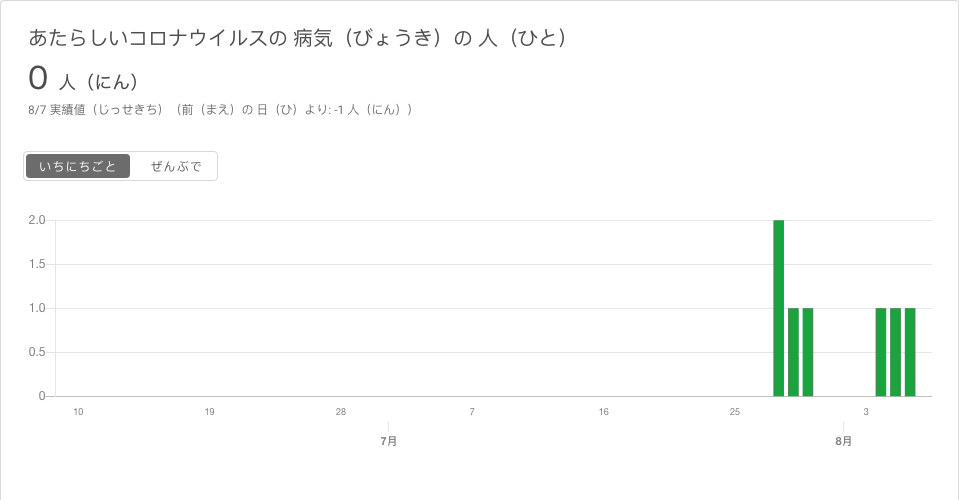 あたらしいコロナウイルスの 病気（びょうき）の 人（ひと）
0 人（にん）
8/7 実績値（じっせきち）（前（まえ）の 日（ひ）より: -1 人（にん））
いちにちごと ぜんぶで
2.0
1.5
1.0
0.5
0
10 19 28 7 16 25 3
7月 8月